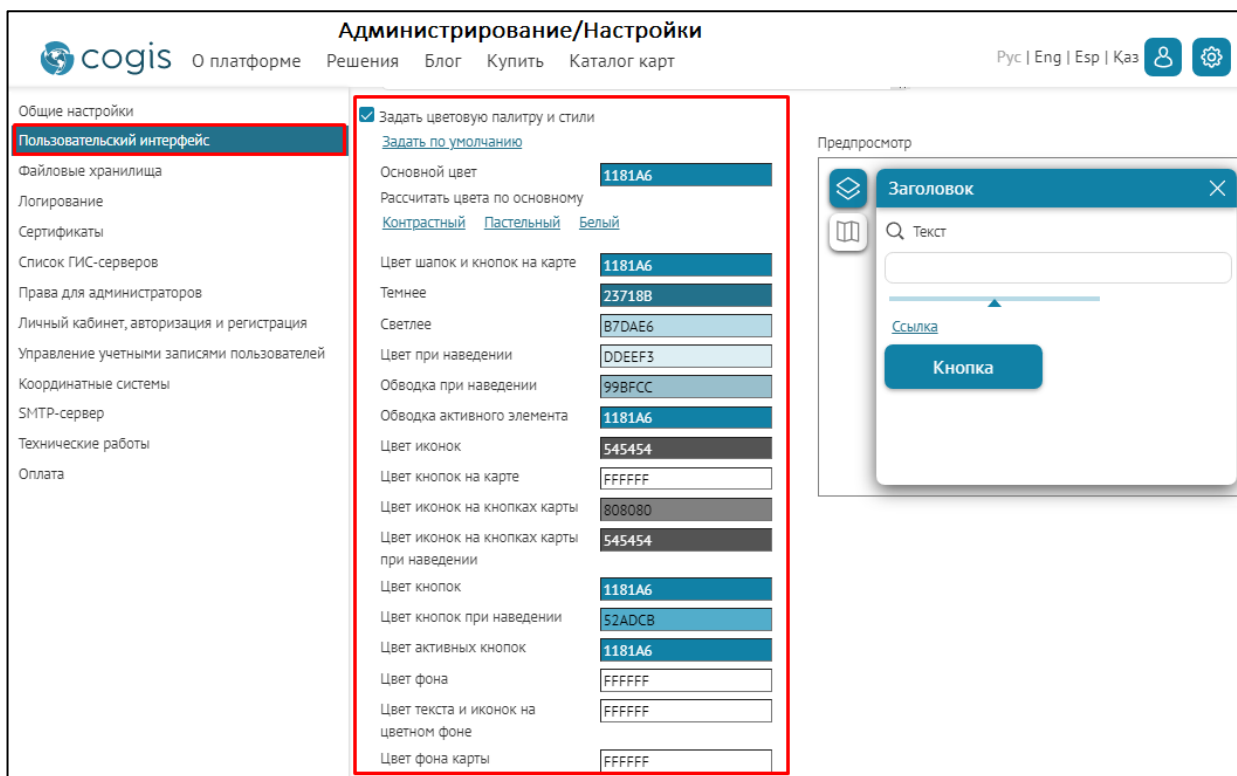 Администрирование/Настройки
cogis О платформе Решения Блог Купить Каталог карт Рус | Eng | Esp | Қаз
Общие настройки
Пользовательский интерфейс
Файловые хранилища
Логирование
Сертификаты
Список ГИС-серверов
Права для администраторов
Личный кабинет, авторизация и регистрация
Управление учетными записями пользователей
Координатные системы
SMTP-сервер
Технические работы
Оплата
Задать цветовую палитру и стили
Задать по умолчанию
Основной цвет 1181A6
Рассчитать цвета по основному
Контрастный Пастельный Белый
Цвет шапок и кнопок на карте 1181A6
Темнее 23718B
Светлее B7DAE6
Цвет при наведении DDEEF3
Обводка при наведении 99BFCC
Обводка активного элемента 1181A6
Цвет иконок 545454
Цвет кнопок на карте FFFFFF
Цвет иконок на кнопках карты 808080
Цвет иконок на кнопках карты 545454
при наведении
Цвет кнопок 1181A6
Цвет кнопок при наведении 52ADCB
Цвет активных кнопок 1181A6
Цвет фона FFFFFF
Цвет текста и иконок на FFFFFF
цветном фоне
Цвет фона карты FFFFFF
Предпросмотр
Заголовок
Текст
Ссылка
Кнопка